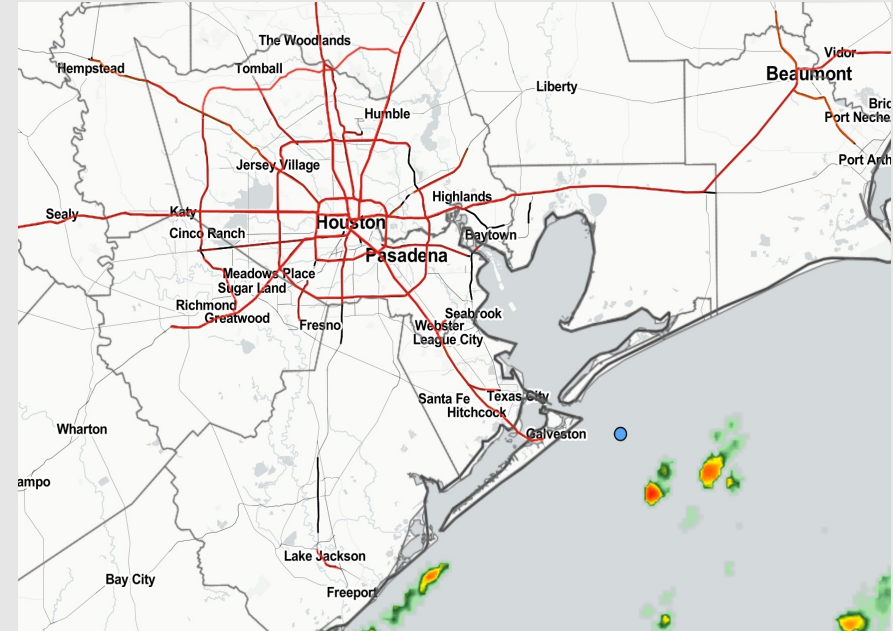 The Woodlands
Vidor
Hempstead
Tomball
Beaumont
Liberty
Humble
Port Neche
Jersey Village
Port Arth
Highlands
Sealy
Katy
Houston
Cinco Ranch
Baytown
Pasadena
Meadows Place
Sugar Land
Richmond
Greatwood
Seabrook
Fresno
Webster
League City
Santa Fe
Texas City
Hitchcock
Wharton
Galveston
ampo
Lake Jackson
Bay City
Freeport